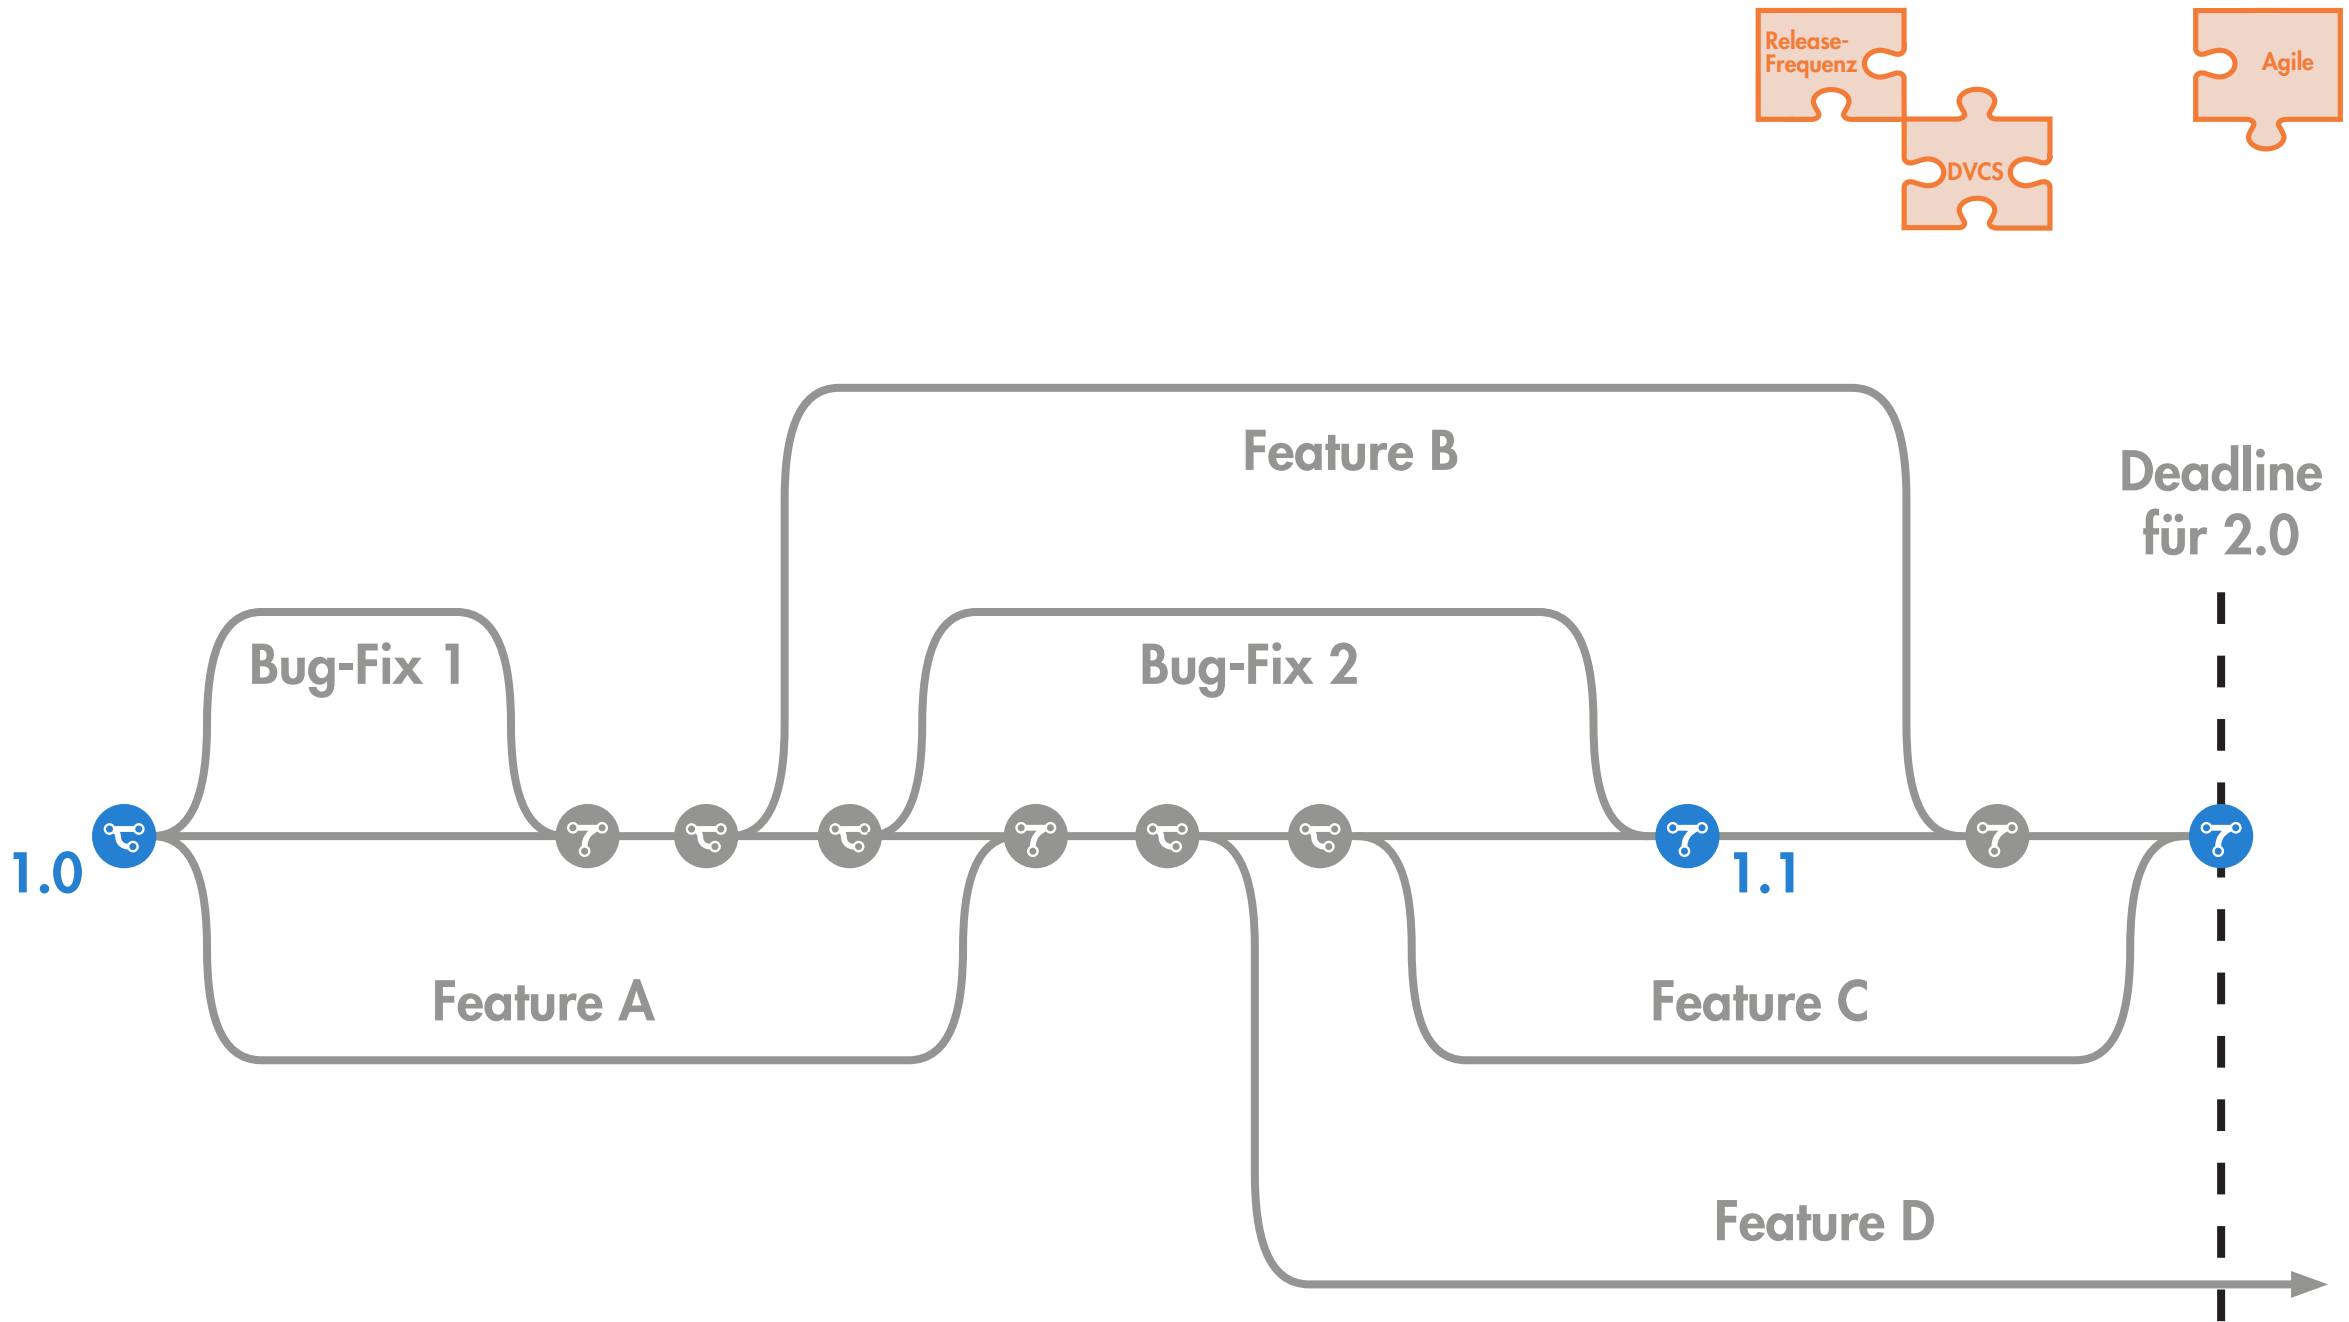 Release-
Frequenz
Agile
DVCS
Feature B
Deadline
für 2.0
Bug-Fix 1
Bug-Fix 2
1.0
1.1
Feature A
Feature C
Feature D